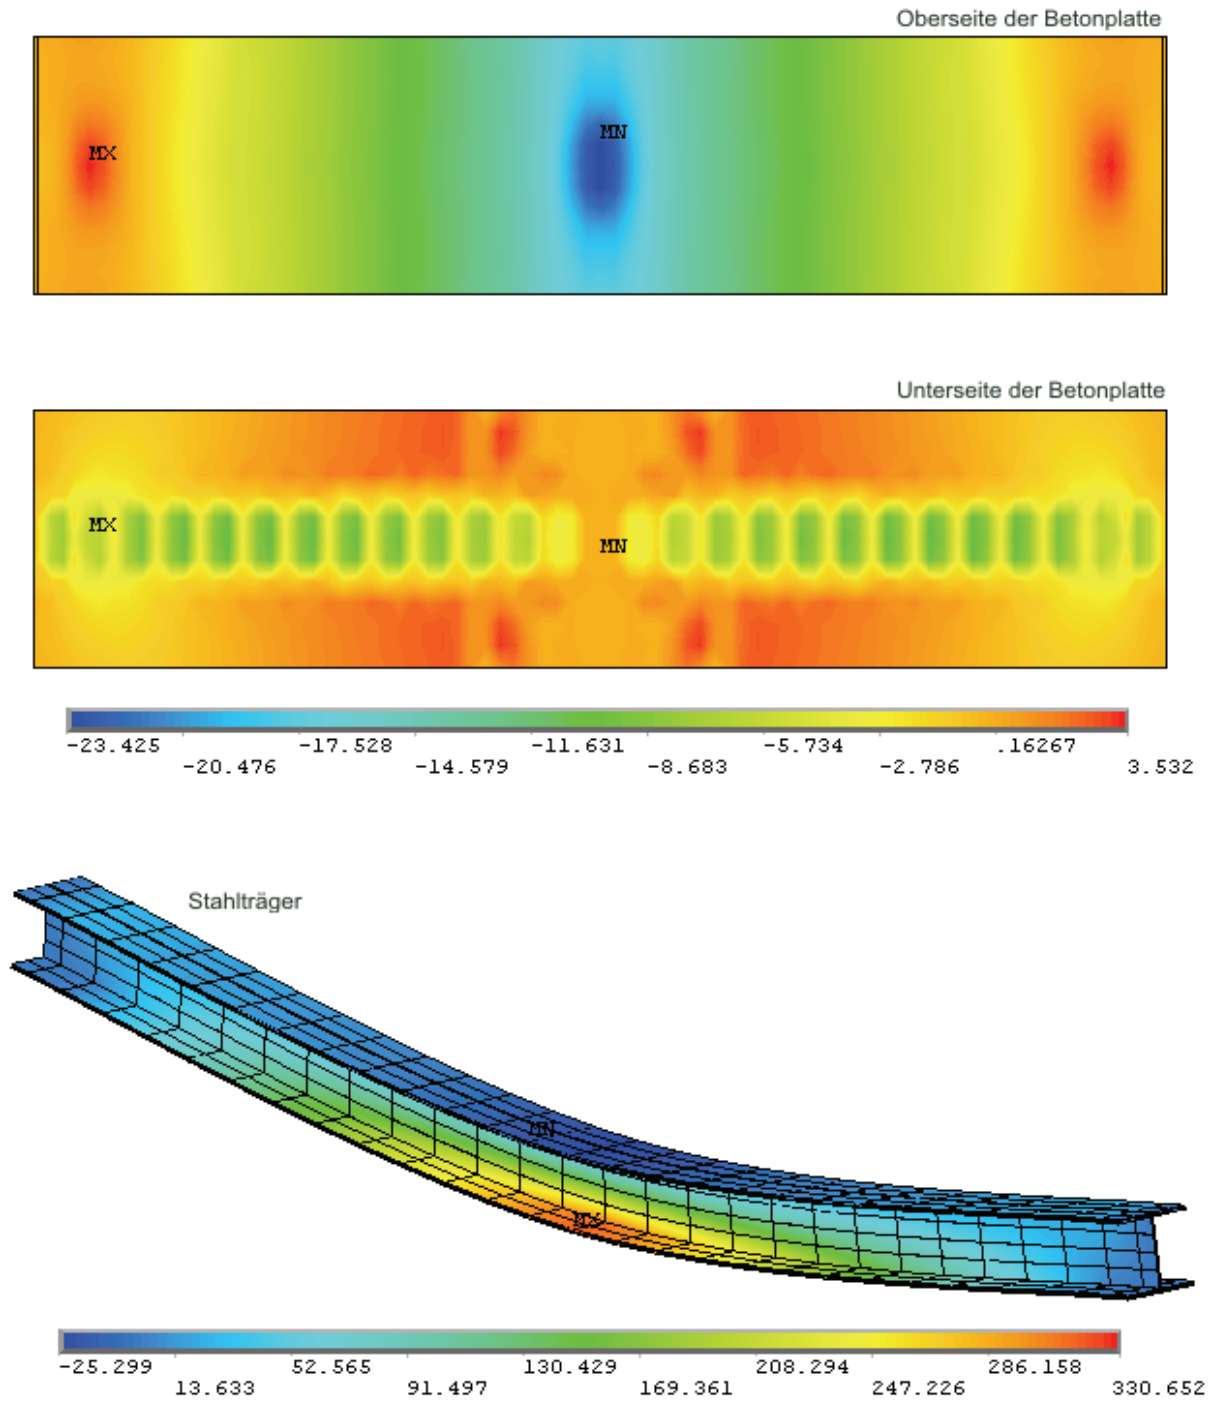 Oberseite der Betonplatte
MN
MX
Unterseite der Betonplatte
MX
MN
-23.425 -17.528 -11.631 -5.734 .16267
-20.476 -14.579 -8.683 -2.786 3.532
Stahlträger
MN
MX
-25.299 52.565 130.429 208.294 286.158
13.633 91.497 169.361 247.226 330.652